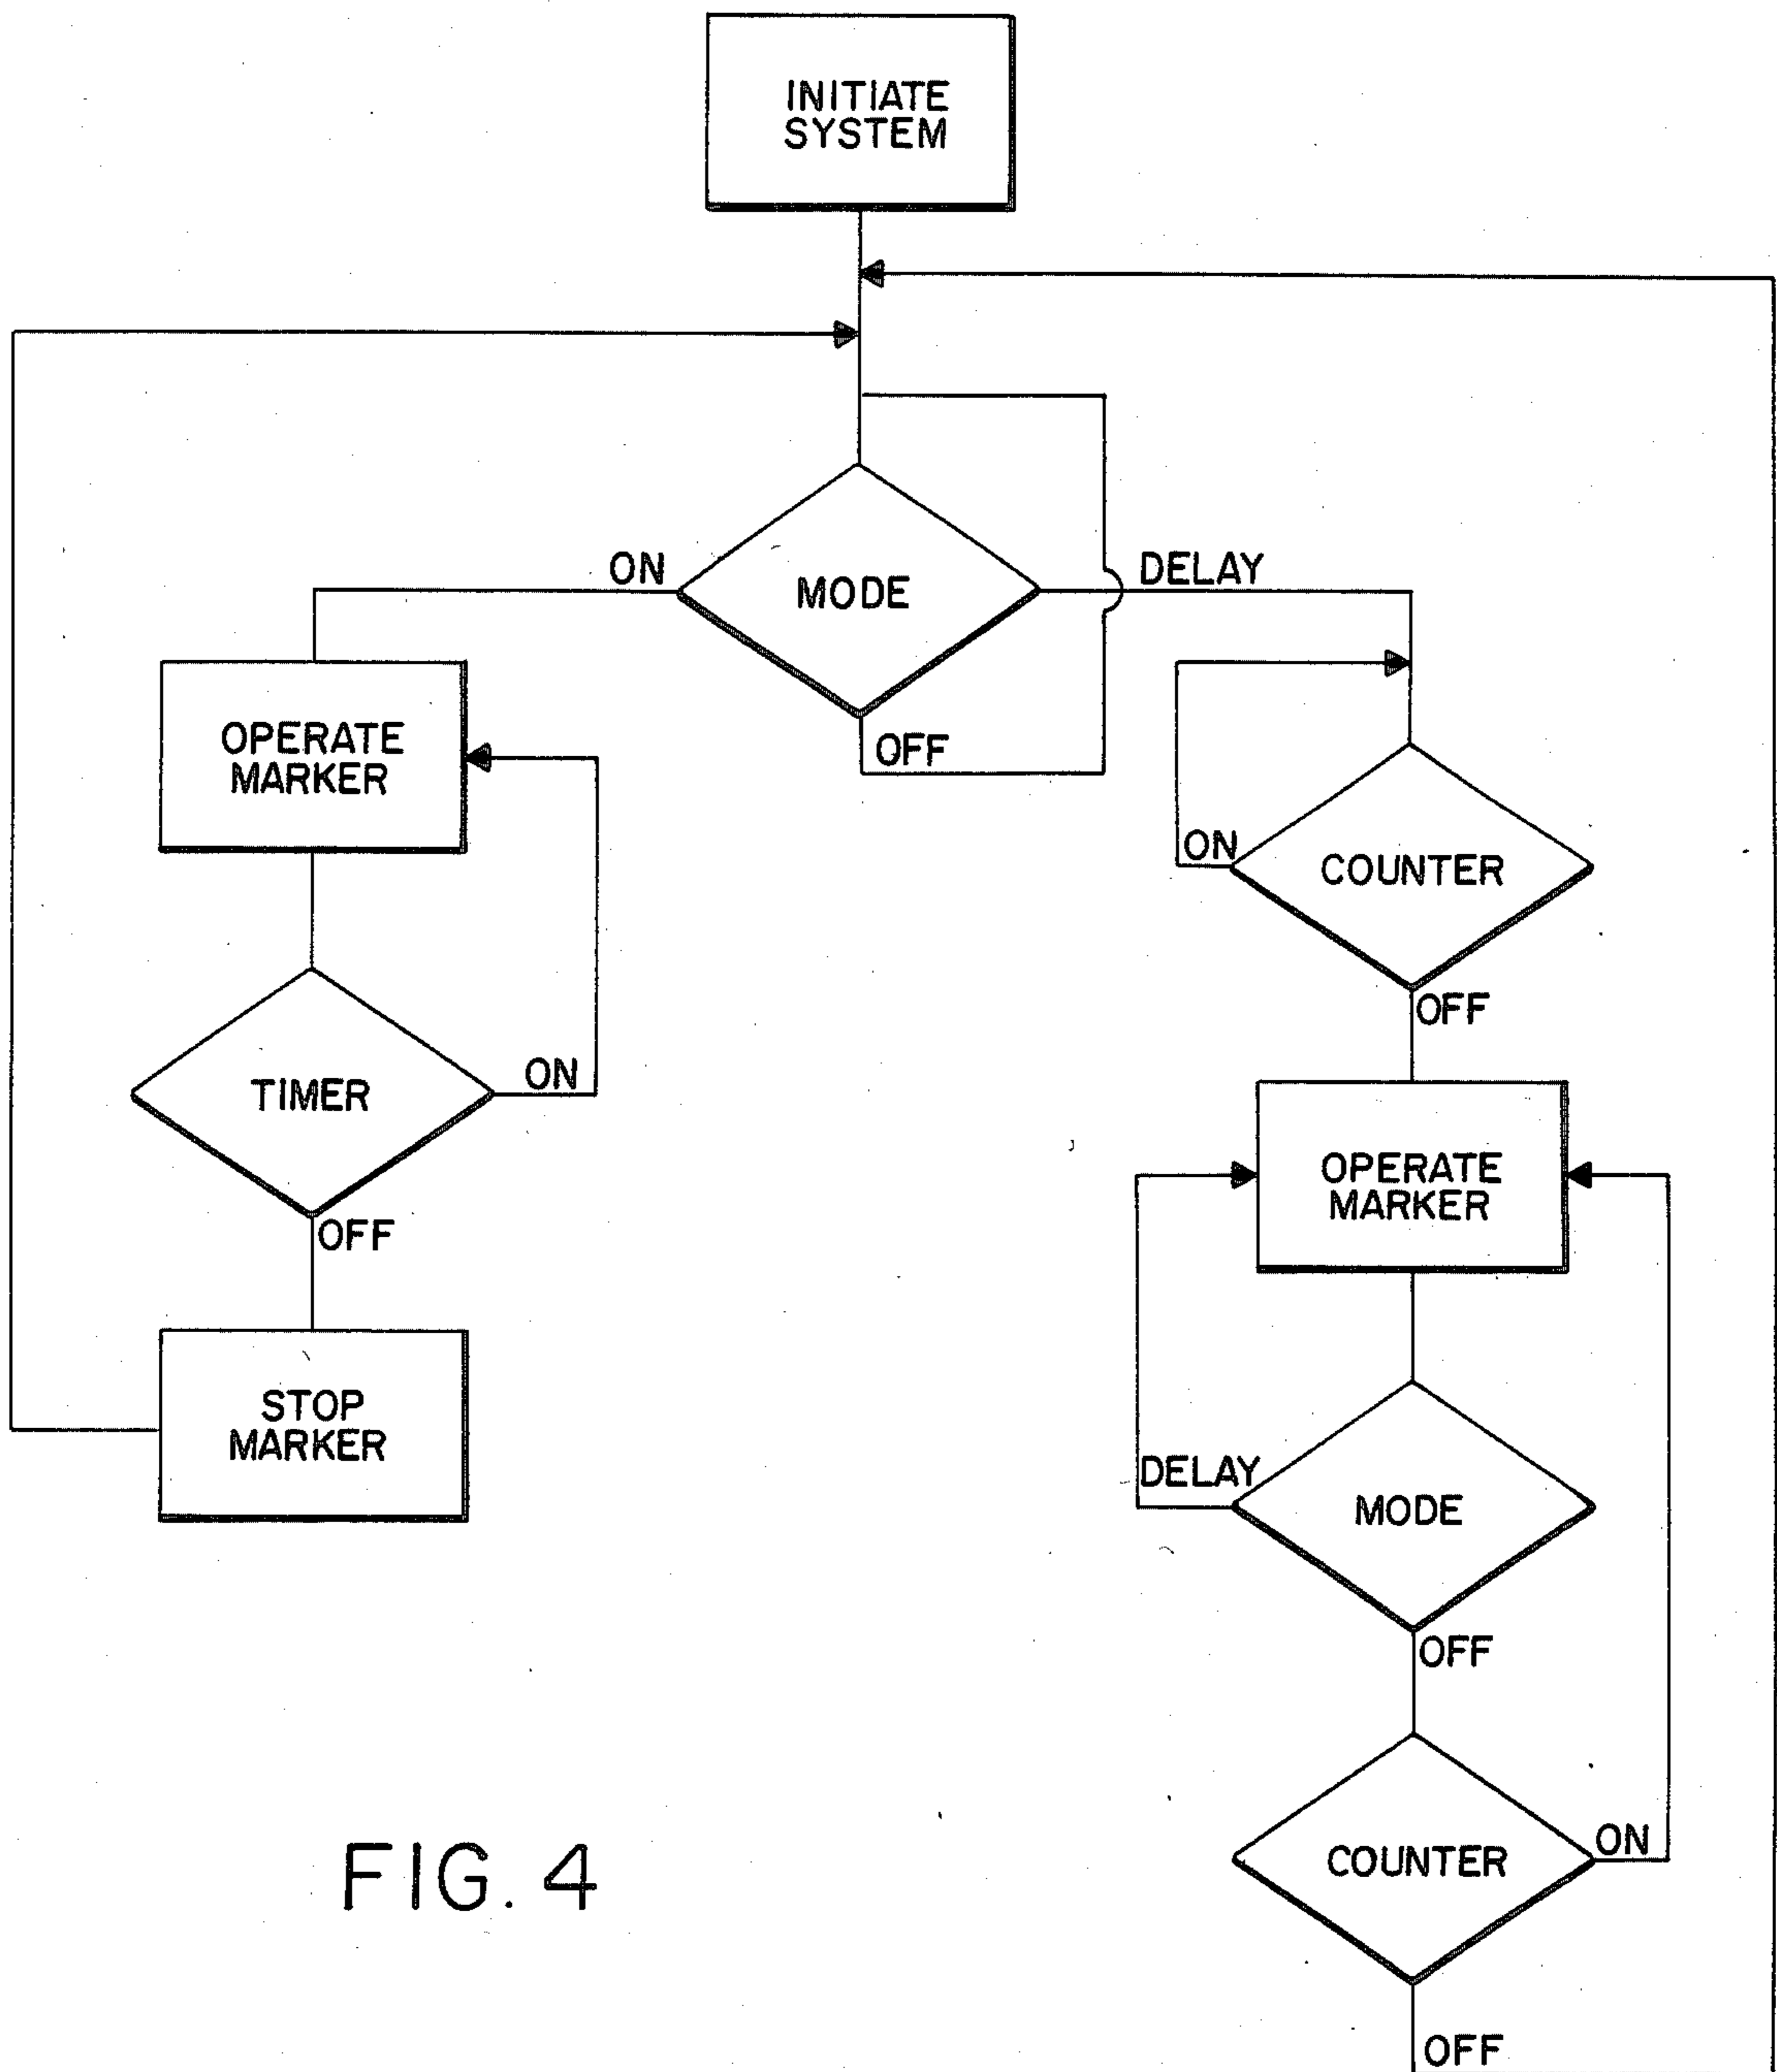 INITIATE
SYSTEM
ON
MODE
DELAY
OFF
OPERATE
MARKER
ON
COUNTER
OFF
TIMER
ON
OFF
OPERATE
MARKER
STOP
MARKER
DELAY
MODE
OFF
COUNTER
ON
OFF
FIG. 4